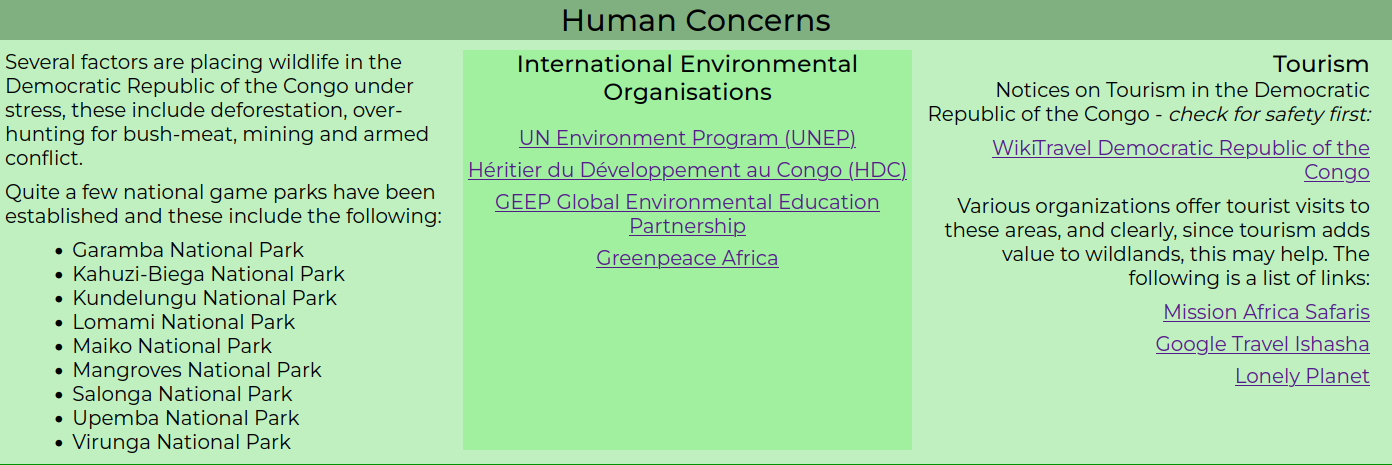 Human Concerns
Several factors are placing wildlife in the
Democratic Republic of the Congo under
stress, these include deforestation, over-
hunting for bush-meat, mining and armed
conflict.
Quite a few national game parks have been
established and these include the following:
• Garamba National Park
• Kahuzi-Biega National Park
• Kundelungu National Park
• Lomami National Park
• Maiko National Park
• Mangroves National Park
• Salonga National Park
• Upemba National Park
• Virunga National Park
International Environmental
Organisations
UN Environment Program (UNEP)
Héritier du Développement au Congo (HDC)
GEEP Global Environmental Education
Partnership
Greenpeace Africa
Tourism
Notices on Tourism in the Democratic
Republic of the Congo - check for safety first:
WikiTravel Democratic Republic of the
Congo
Various organizations offer tourist visits to
these areas, and clearly, since tourism adds
value to wildlands, this may help. The
following is a list of links:
Mission Africa Safaris
Google Travel Ishasha
Lonely Planet